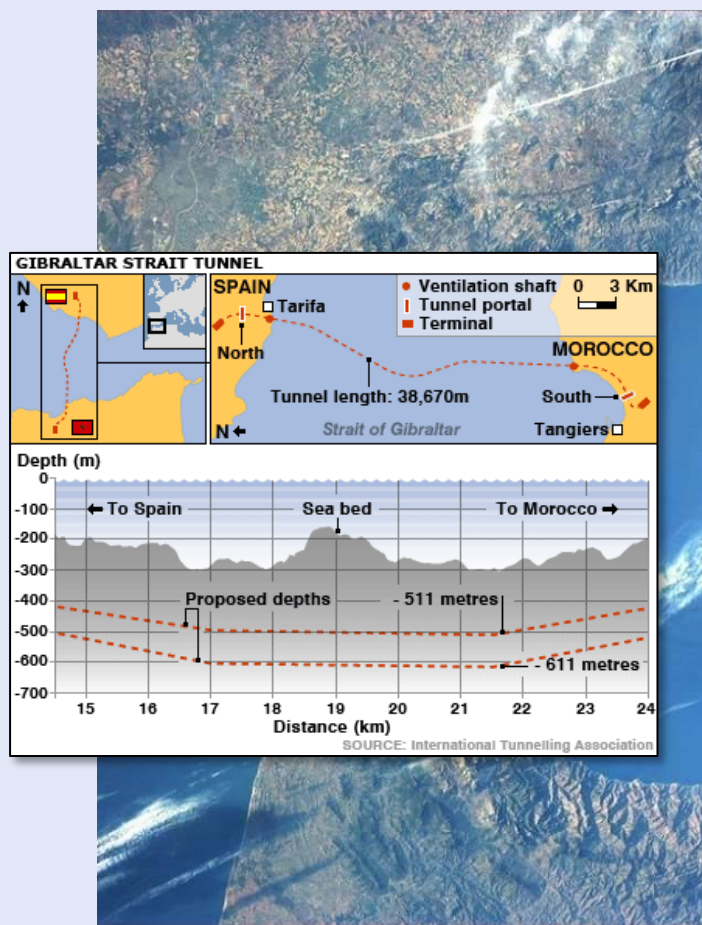 GIBRALTAR STRAIT TUNNEL
N
SPAIN
Tarifa
North
Ventilation shaft
Tunnel portal
Terminal
0 3 Km
MOROCCO
Tunnel length: 38,670m
South
N
Strait of Gibraltar
Tangiers
Depth (m)
0
-100
-200
-300
-400
-500
-600
-700
To Spain
Sea bed
To Morocco
Proposed depths
- 511 metres
- 611 metres
15 16 17 18 19 20 21 22 23 24
Distance (km)
SOURCE: International Tunnelling Association